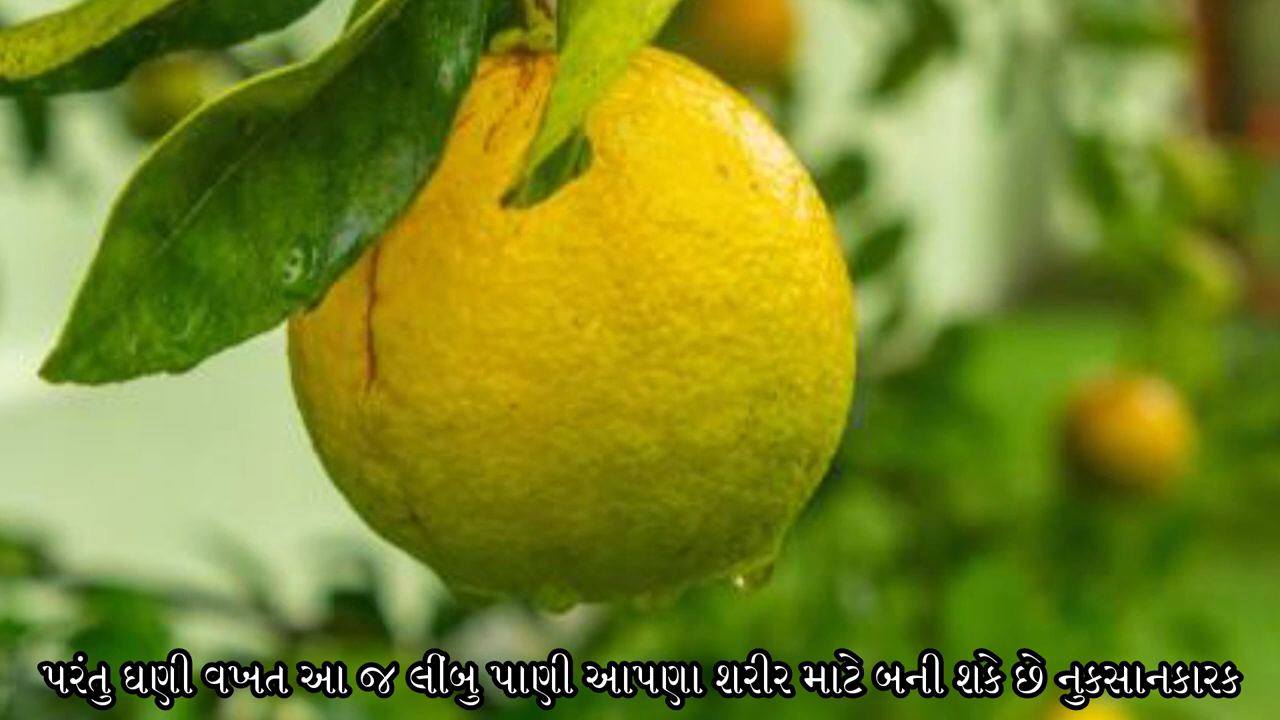 પરંતુ ઘણી વખત આ જ લીંબુ પાણી આપણા શરીર માટે બની શકે છે નુકસાનકારક